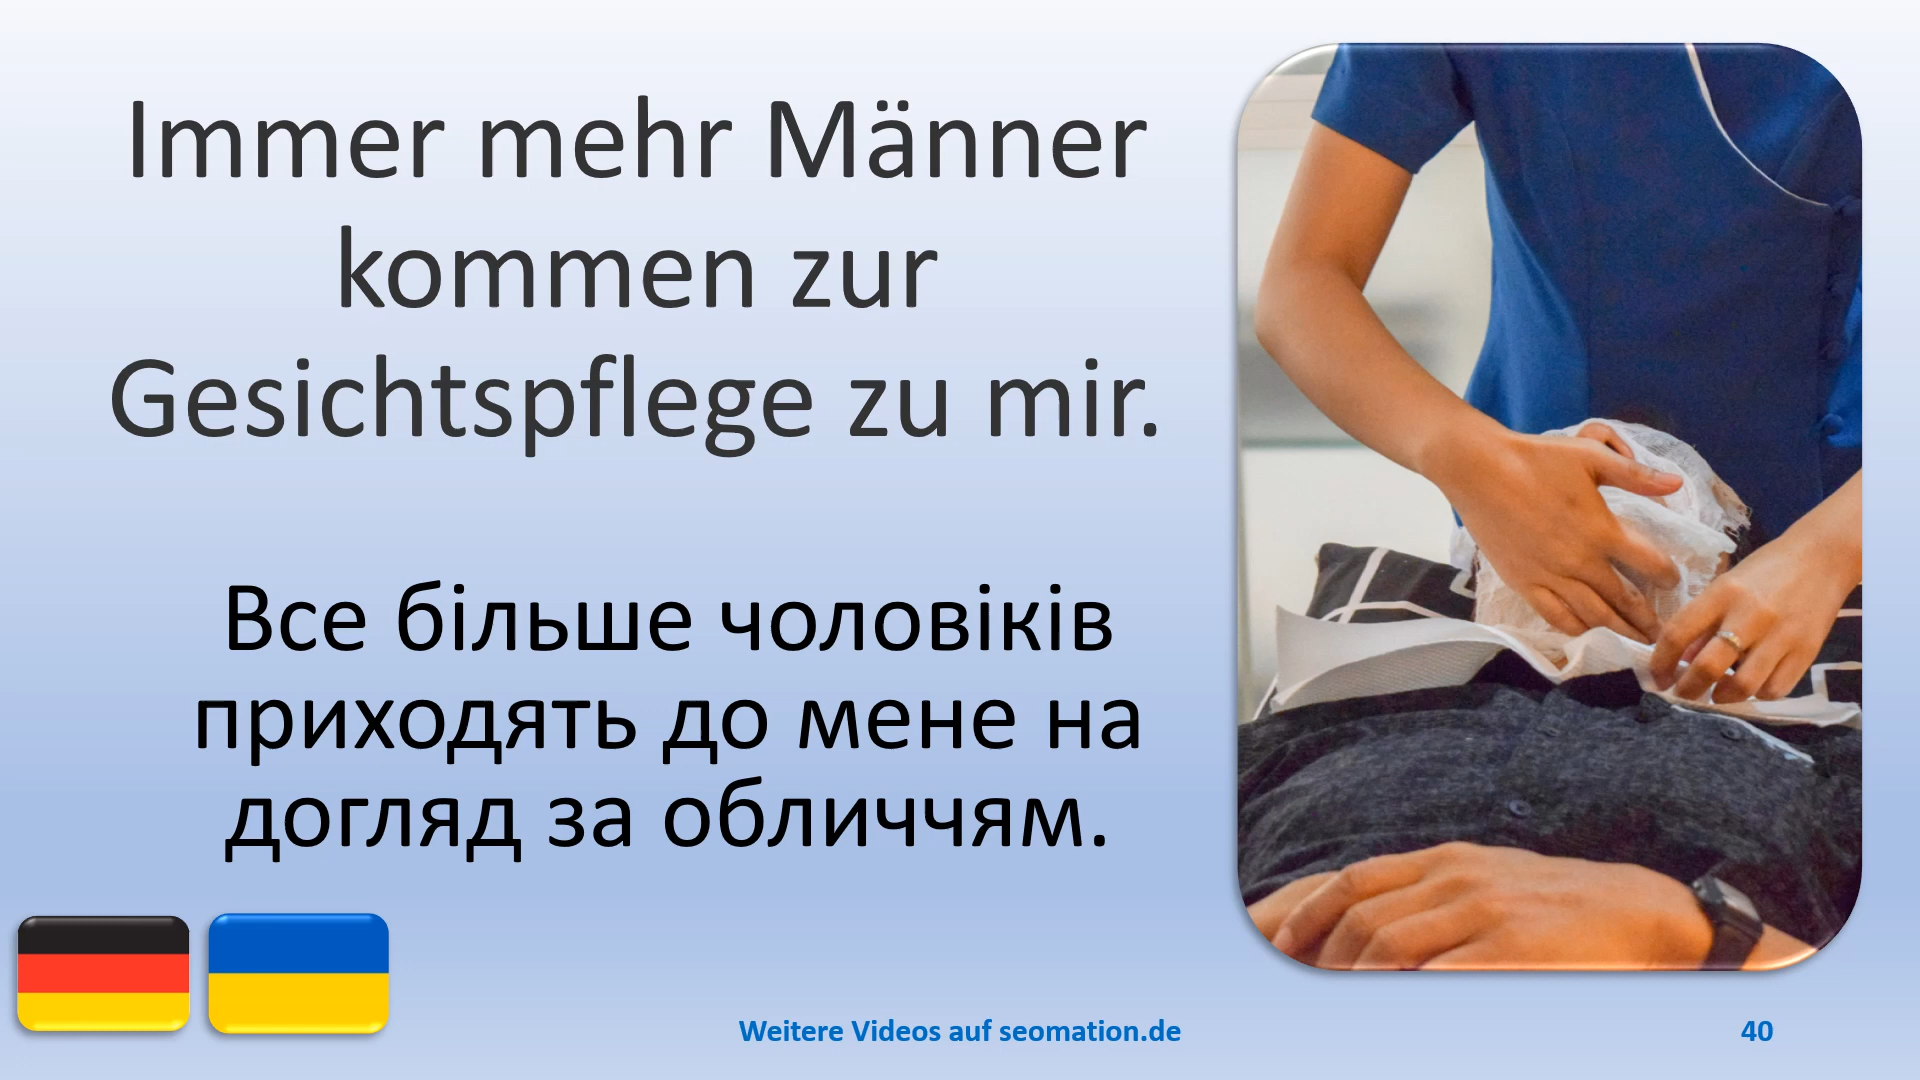 Immer mehr Männer
kommen zur
Gesichtspflege zu mir.
Все більше чоловіків
приходять до мене на
догляд за обличчям.
Weitere Videos auf seomation.de
40